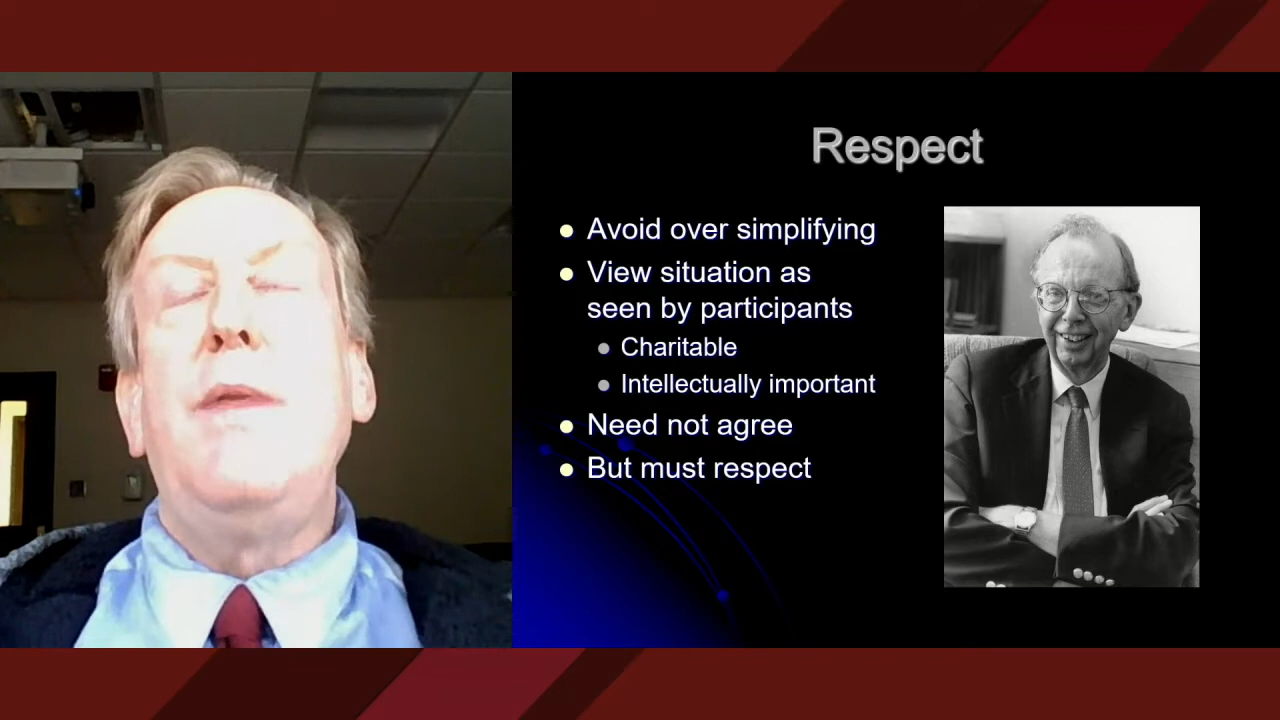 Respect
Avoid over simplifying
View situation as
seen by participants
Charitable
Intellectually important
Need not agree
But must respect